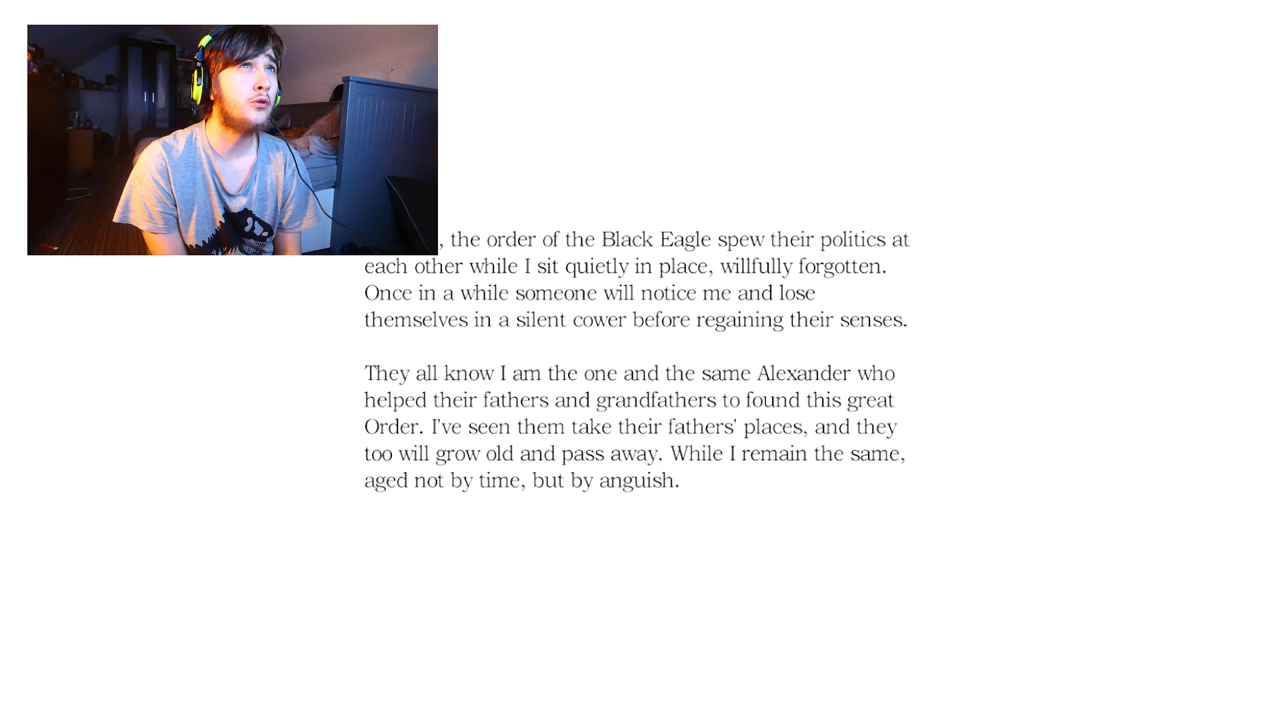 , the order of the Black Eagle spew their politics at
each other while I sit quietly in place, willfully forgotten.
Once in a while someone will notice me and lose
themselves in a silent cower before regaining their senses.
They all know I am the one and the same Alexander who
helped their fathers and grandfathers to found this great
Order. I've seen them take their fathers' places, and they
too will grow old and pass away. While I remain the same,
aged not by time, but by anguish.